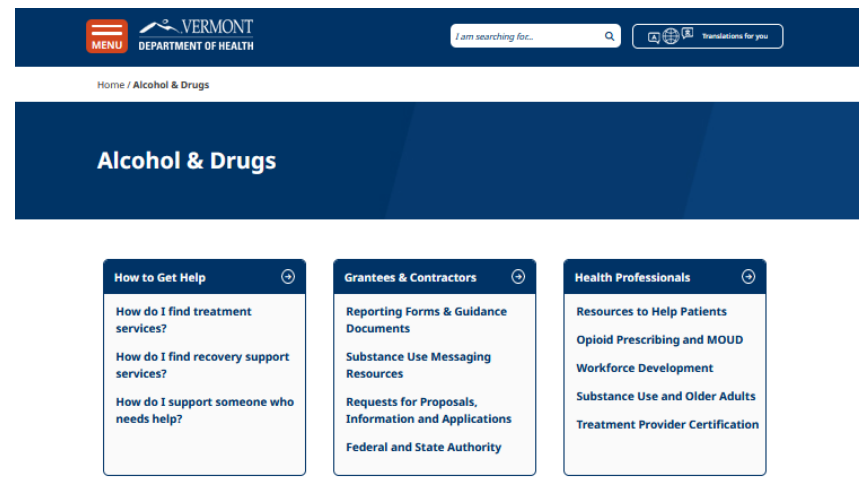 VERMONT
MENU
DEPARTMENT OF HEALTH
I am searching for...
Translations for you
Home / Alcohol & Drugs
Alcohol & Drugs
How to Get Help
How do I find treatment
services?
How do I find recovery support
services?
How do I support someone who
needs help?
Grantees & Contractors
Reporting Forms & Guidance
Documents
Substance Use Messaging
Resources
Requests for Proposals,
Information and Applications
Federal and State Authority
Health Professionals
Resources to Help Patients
Opioid Prescribing and MOUD
Workforce Development
Substance Use and Older Adults
Treatment Provider Certification